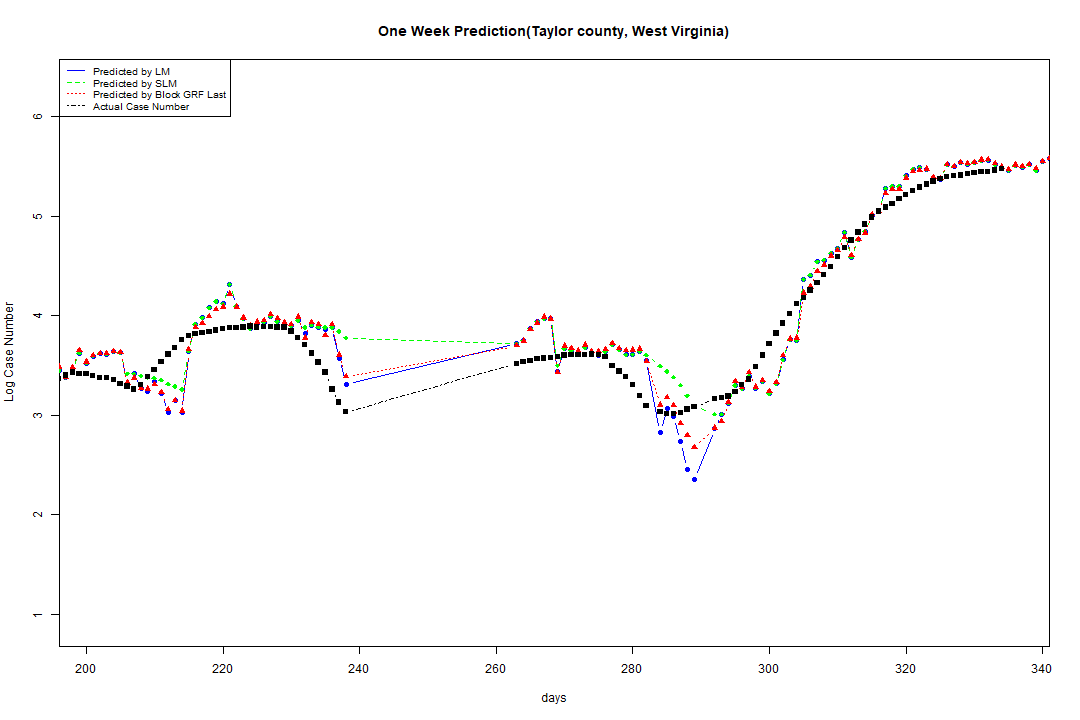 One Week Prediction(Taylor county, West Virginia)
Predicted by LM
Predicted by SLM
Predicted by Block GRF Last
Actual Case Number
6
5
4
3
2
1
Log Case Number
200 220 240 260 280 300 320 340
days